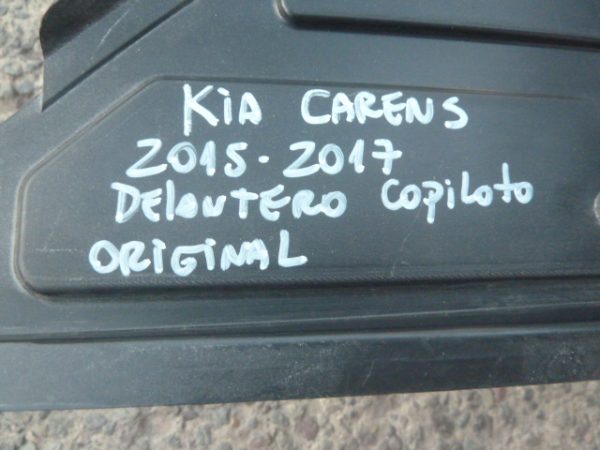 KiA CARENS
2015-2017
DElaNTERO copiloto
ORiGiNAL